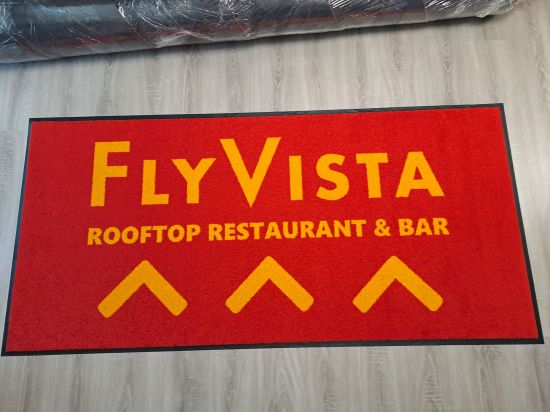 FLYVISTA
ROOFTOP RESTAURANT & BAR